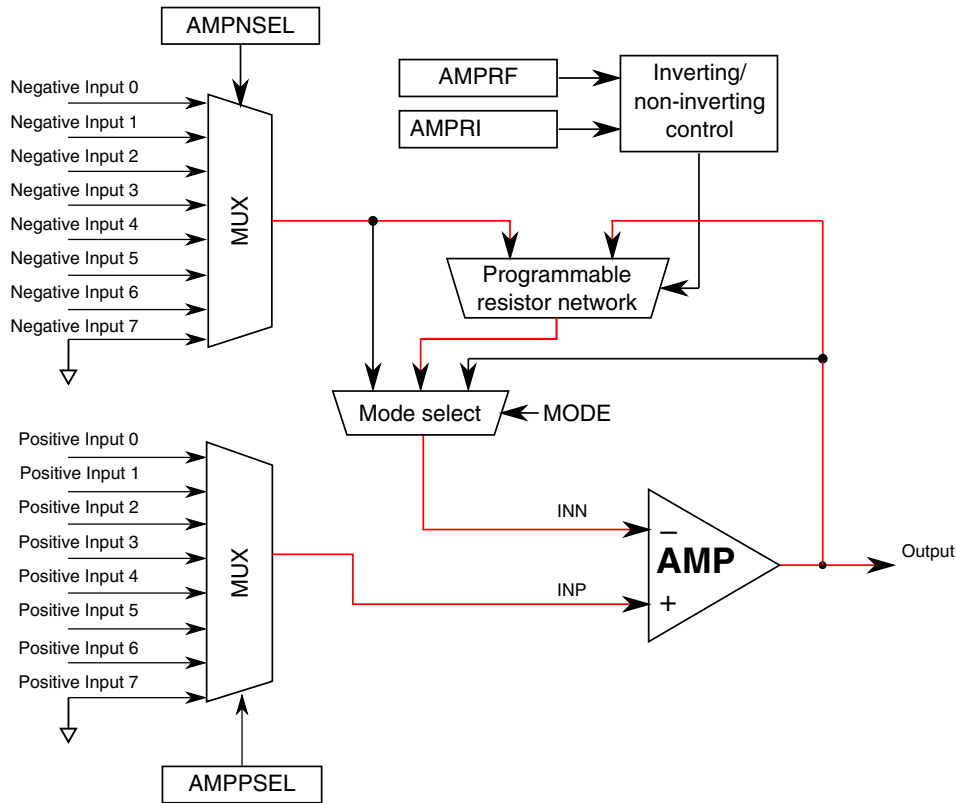 AMPNSEL
AMPRF
AMPRI
Inverting/
non-inverting
control
Negative Input 0
Negative Input 1
Negative Input 2
Negative Input 3
Negative Input 4
Negative Input 5
Negative Input 6
Negative Input 7
MUX
Programmable
resistor network
Mode select
MODE
Positive Input 0
Positive Input 1
Positive Input 2
Positive Input 3
Positive Input 4
Positive Input 5
Positive Input 6
Positive Input 7
MUX
INN
INP
−
AMP
+
Output
AMPPSEL